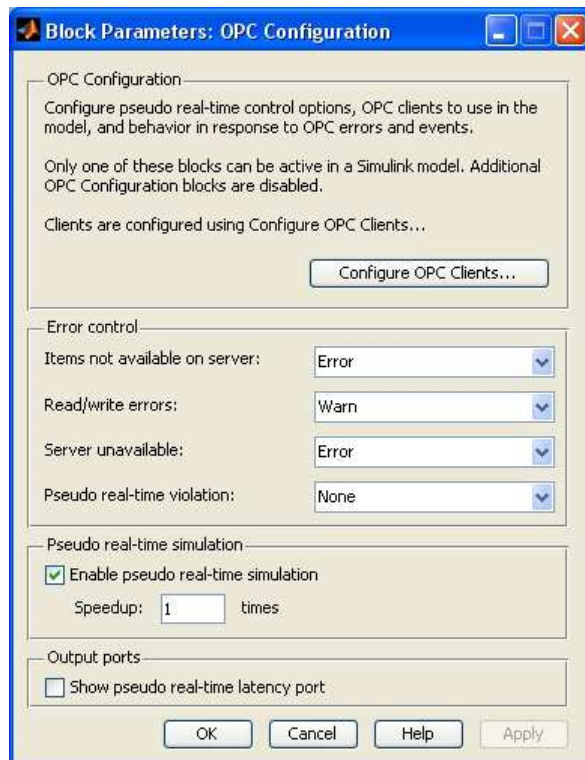 Block Parameters: OPC Configuration
OPC Configuration
Configure pseudo real-time control options, OPC clients to use in the
model, and behavior in response to OPC errors and events.
Only one of these blocks can be active in a Simulink model. Additional
OPC Configuration blocks are disabled.
Clients are configured using Configure OPC Clients...
Configure OPC Clients...
Error control
Items not available on server: Error
Read/write errors: Warn
Server unavailable: Error
Pseudo real-time violation: None
Pseudo real-time simulation
Enable pseudo real-time simulation
Speedup: 1 times
Output ports
Show pseudo real-time latency port
OK Cancel Help Apply